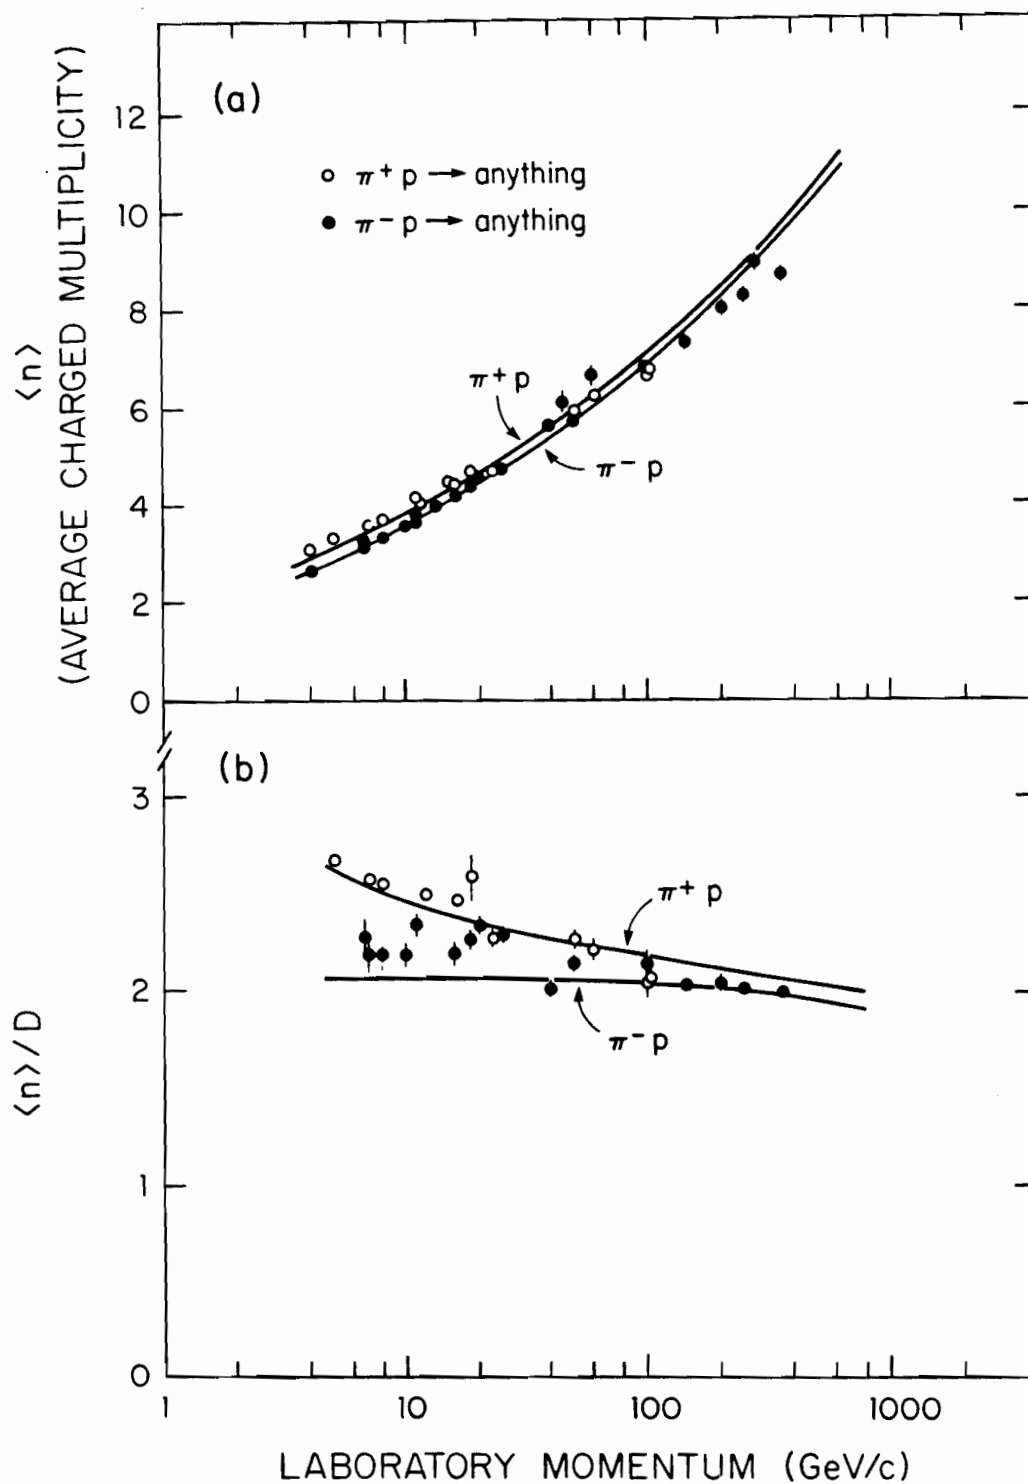 (a)
⟨n⟩
(AVERAGE CHARGED MULTIPLICITY)
12
10
8
6
4
2
0
π⁺ p → anything
π⁻ p → anything
π⁺ p
π⁻ p
(b)
⟨n⟩/D
3
2
1
0
π⁺ p
π⁻ p
1 10 100 1000
LABORATORY MOMENTUM (GeV/c)